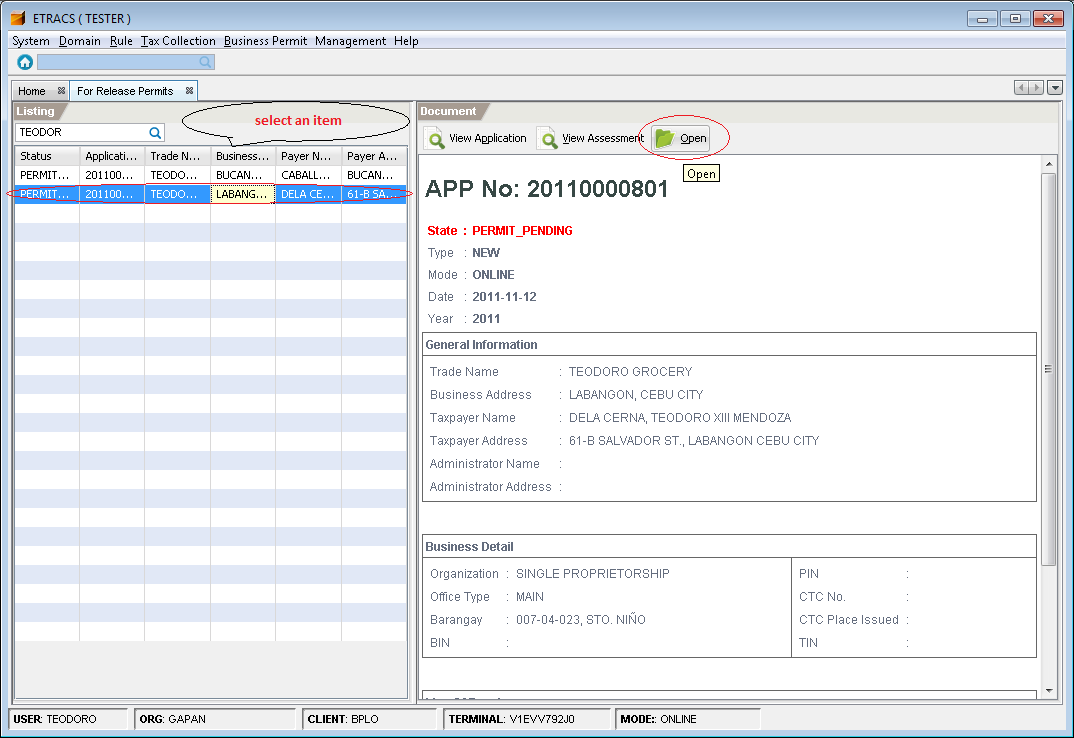 ETRACS ( TESTER )
System Domain Rule Tax Collection Business Permit Management Help
Home For Release Permits
Listing
TEODOR
select an item
Status Applicati... Trade N... Business... Payer N... Payer A...
PERMIT... 201100... TEODO... BUCAN... CABALL... BUCAN...
PERMIT... 201100... TEODO... LABANG... DELA CE... 61-B SA...
Document
View Application View Assessment Open
Open
APP No: 20110000801
State : PERMIT_PENDING
Type : NEW
Mode : ONLINE
Date : 2011-11-12
Year : 2011
General Information
Trade Name : TEODORO GROCERY
Business Address : LABANGON, CEBU CITY
Taxpayer Name : DELA CERNA, TEODORO XIII MENDOZA
Taxpayer Address : 61-B SALVADOR ST., LABANGON CEBU CITY
Administrator Name :
Administrator Address :
Business Detail
Organization : SINGLE PROPRIETORSHIP PIN :
Office Type : MAIN CTC No. :
Barangay : 007-04-023, STO. NIÑO CTC Place Issued :
BIN : TIN :
USER: TEODORO ORG: GAPAN CLIENT: BPLO TERMINAL: V1EVV792J0 MODE:: ONLINE